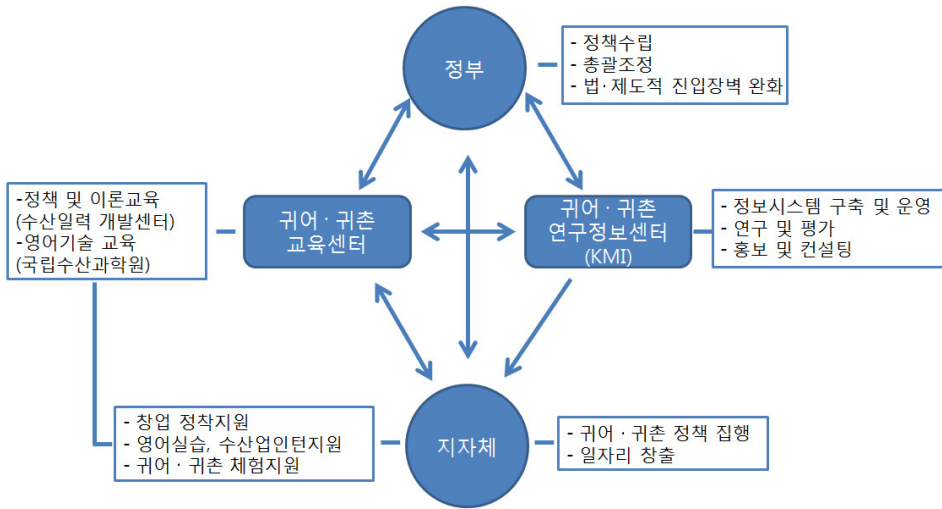 정부
- 정책수립
- 총괄조정
- 법·제도적 진입장벽 완화
-정책 및 이론교육
(수산일력 개발센터)
-영어기술 교육
(국립수산과학원)
귀어·귀촌
교육센터
귀어·귀촌
연구정보센터
(KMI)
- 정보시스템 구축 및 운영
- 연구 및 평가
- 홍보 및 컨설팅
- 창업 정착지원
- 영어실습, 수산업인턴지원
- 귀어·귀촌 체험지원
지자체
- 귀어·귀촌 정책 집행
- 일자리 창출